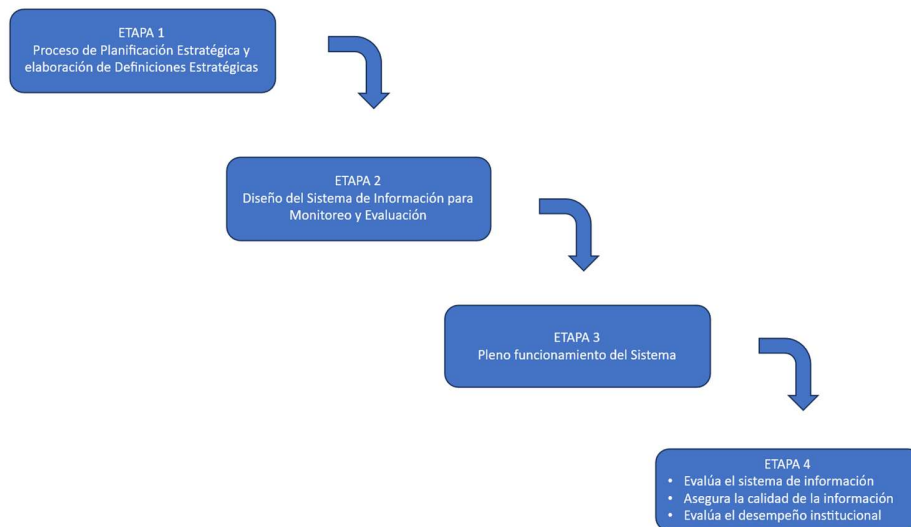 ETAPA 1
Proceso de Planificación Estratégica y
elaboración de Definiciones Estratégicas
ETAPA 2
Diseño del Sistema de Información para
Monitoreo y Evaluación
ETAPA 3
Pleno funcionamiento del Sistema
ETAPA 4
• Evalúa el sistema de información
• Asegura la calidad de la información
• Evalúa el desempeño institucional